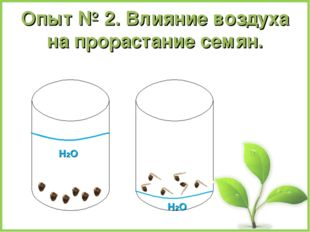 Опыт № 2. Влияние воздуха
на прорастание семян.
H₂O
H₂O